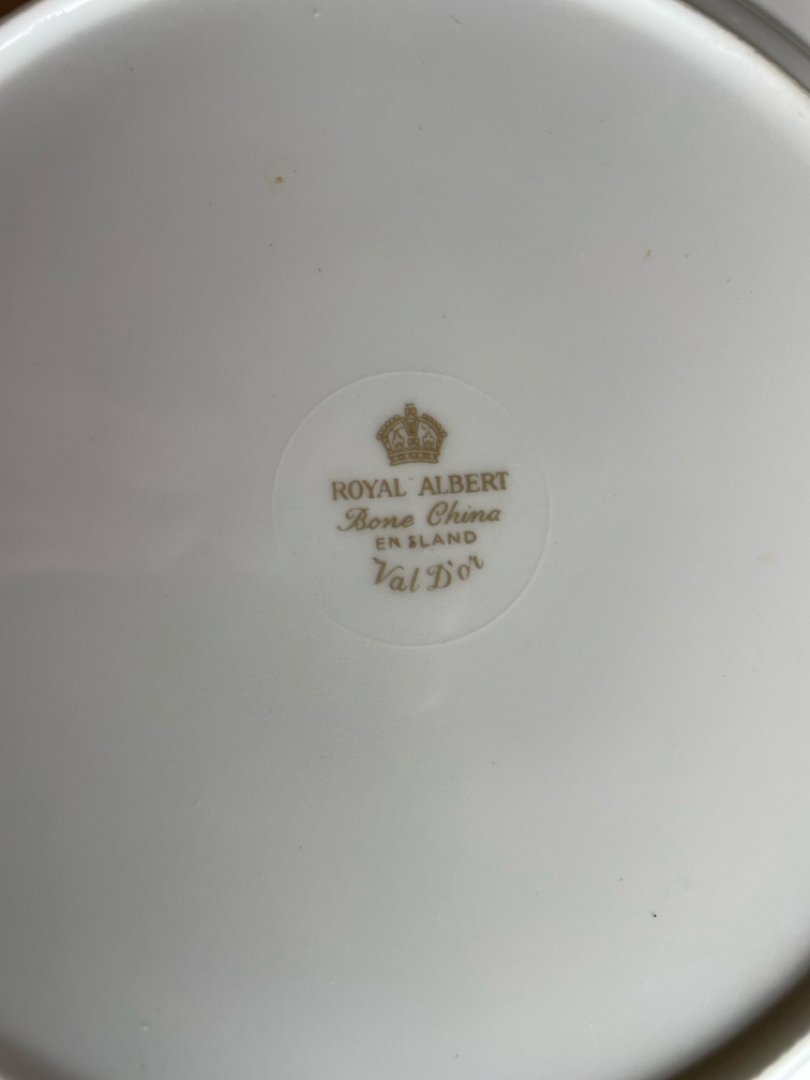 ROYAL ALBERT
Bone China
ENGLAND
Val D'or